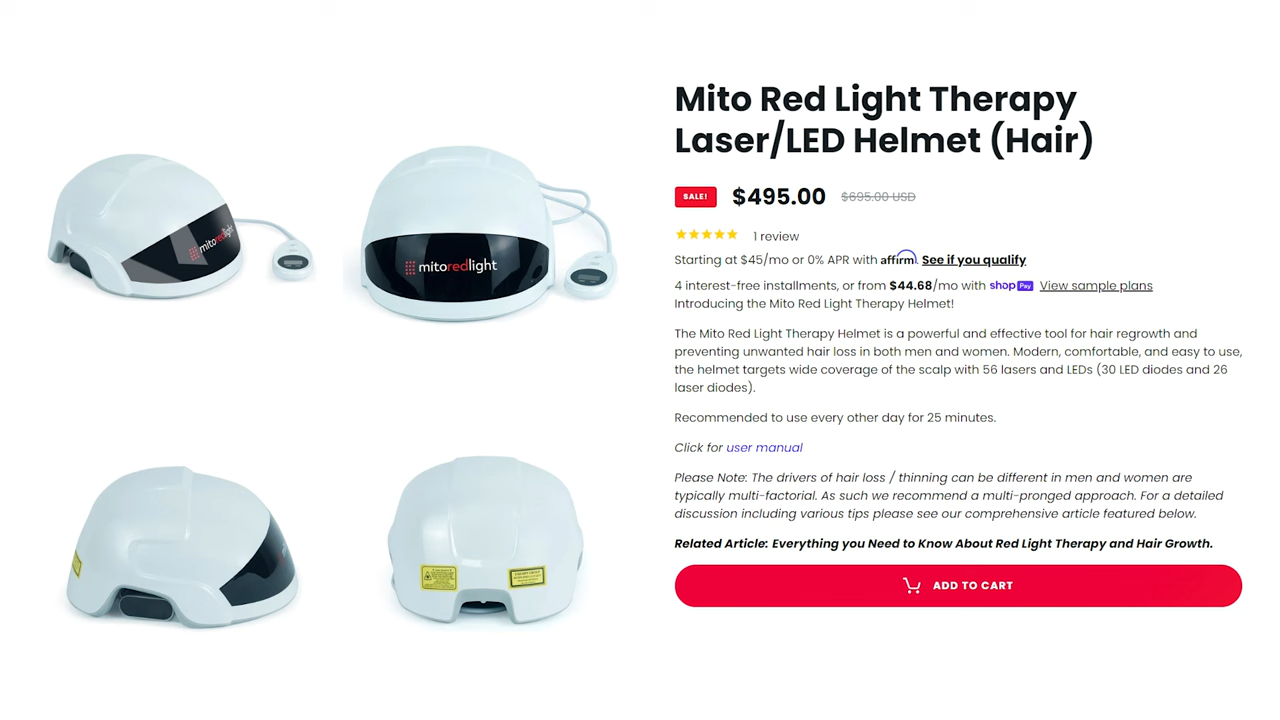 mitoredlight
mitoredlight
Mito Red Light Therapy
Laser/LED Helmet (Hair)
SALE! $495.00 $695.00 USD
1 review
Starting at $45/mo or 0% APR with affirm. See if you qualify
4 interest-free installments, or from $44.68/mo with shop Pay View sample plans
Introducing the Mito Red Light Therapy Helmet!
The Mito Red Light Therapy Helmet is a powerful and effective tool for hair regrowth and
preventing unwanted hair loss in both men and women. Modern, comfortable, and easy to use,
the helmet targets wide coverage of the scalp with 56 lasers and LEDs (30 LED diodes and 26
laser diodes).
Recommended to use every other day for 25 minutes.
Click for user manual
Please Note: The drivers of hair loss / thinning can be different in men and women are
typically multi-factorial. As such we recommend a multi-pronged approach. For a detailed
discussion including various tips please see our comprehensive article featured below.
Related Article: Everything you Need to Know About Red Light Therapy and Hair Growth.
ADD TO CART